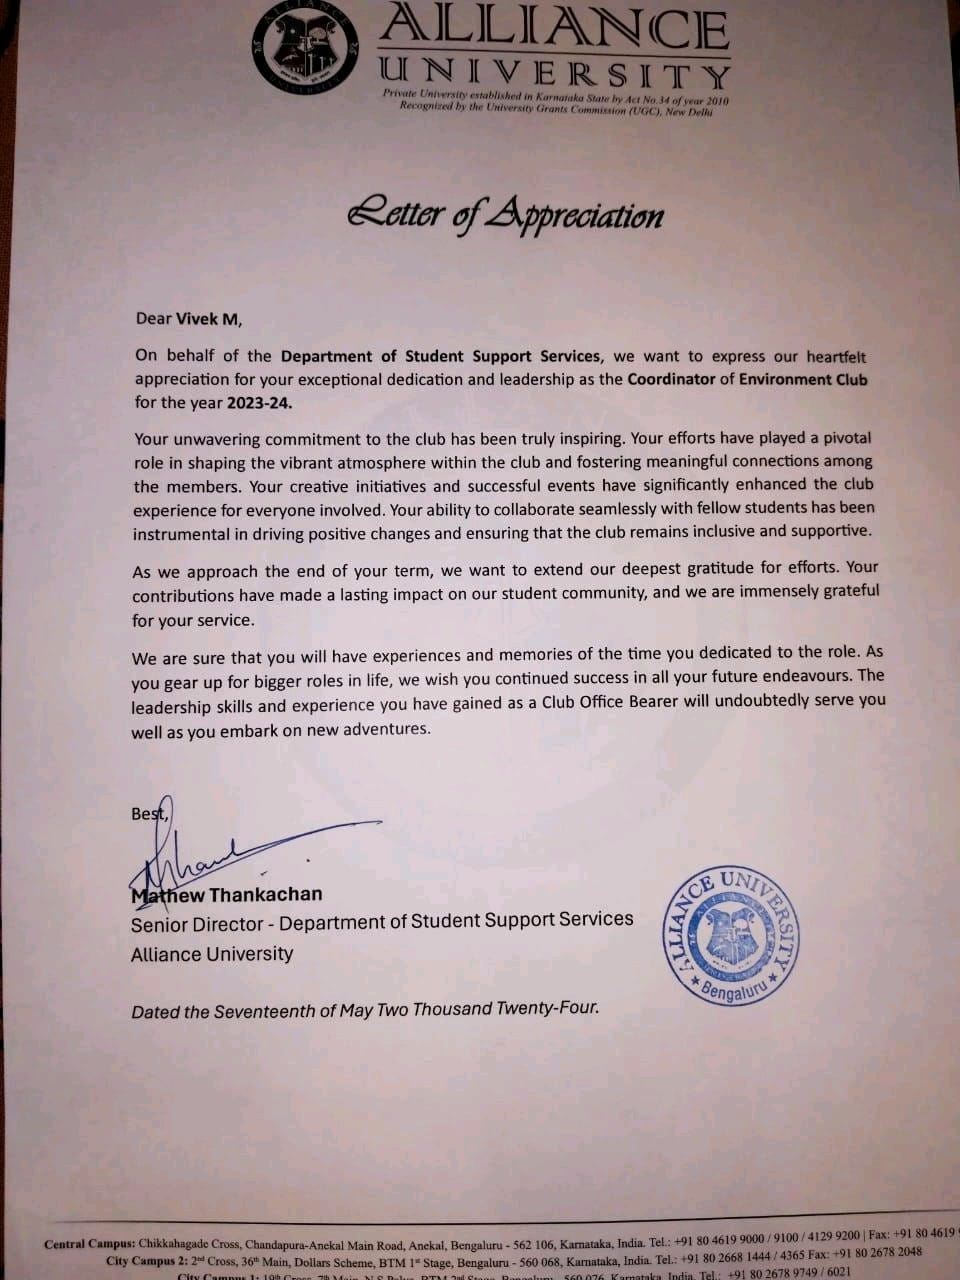 ALLIANCE
UNIVERSITY
Private University established in Karnataka State by Act No.34 of year 2010
Recognized by the University Grants Commission (UGC), New Delhi
Letter of Appreciation
Dear Vivek M,
On behalf of the Department of Student Support Services, we want to express our heartfelt
appreciation for your exceptional dedication and leadership as the Coordinator of Environment Club
for the year 2023-24.
Your unwavering commitment to the club has been truly inspiring. Your efforts have played a pivotal
role in shaping the vibrant atmosphere within the club and fostering meaningful connections among
the members. Your creative initiatives and successful events have significantly enhanced the club
experience for everyone involved. Your ability to collaborate seamlessly with fellow students has been
instrumental in driving positive changes and ensuring that the club remains inclusive and supportive.
As we approach the end of your term, we want to extend our deepest gratitude for efforts. Your
contributions have made a lasting impact on our student community, and we are immensely grateful
for your service.
We are sure that you will have experiences and memories of the time you dedicated to the role. As
you gear up for bigger roles in life, we wish you continued success in all your future endeavours. The
leadership skills and experience you have gained as a Club Office Bearer will undoubtedly serve you
well as you embark on new adventures.
Best,
Mathew Thankachan
Senior Director - Department of Student Support Services
Alliance University
ALLIANCE UNIVERSITY
Bengaluru
Dated the Seventeenth of May Two Thousand Twenty-Four.
Central Campus: Chikkahagade Cross, Chandapura-Anekal Main Road, Anekal, Bengaluru - 562 106, Karnataka, India. Tel.: +91 80 4619 9000 / 9100 / 4129 9200 | Fax: +91 80 4619
City Campus 2: 2nd Cross, 36th Main, Dollars Scheme, BTM 1st Stage, Bengaluru - 560 068, Karnataka, India. Tel.: +91 80 2668 1444 / 4365 Fax: +91 80 2678 2048
City Campus 1: 19th Cross, 7th Main, N.S.Palya, BTM 2nd Stage, Bengaluru - 560 076, Karnataka, India. Tel.: +91 80 2678 9749 / 6021